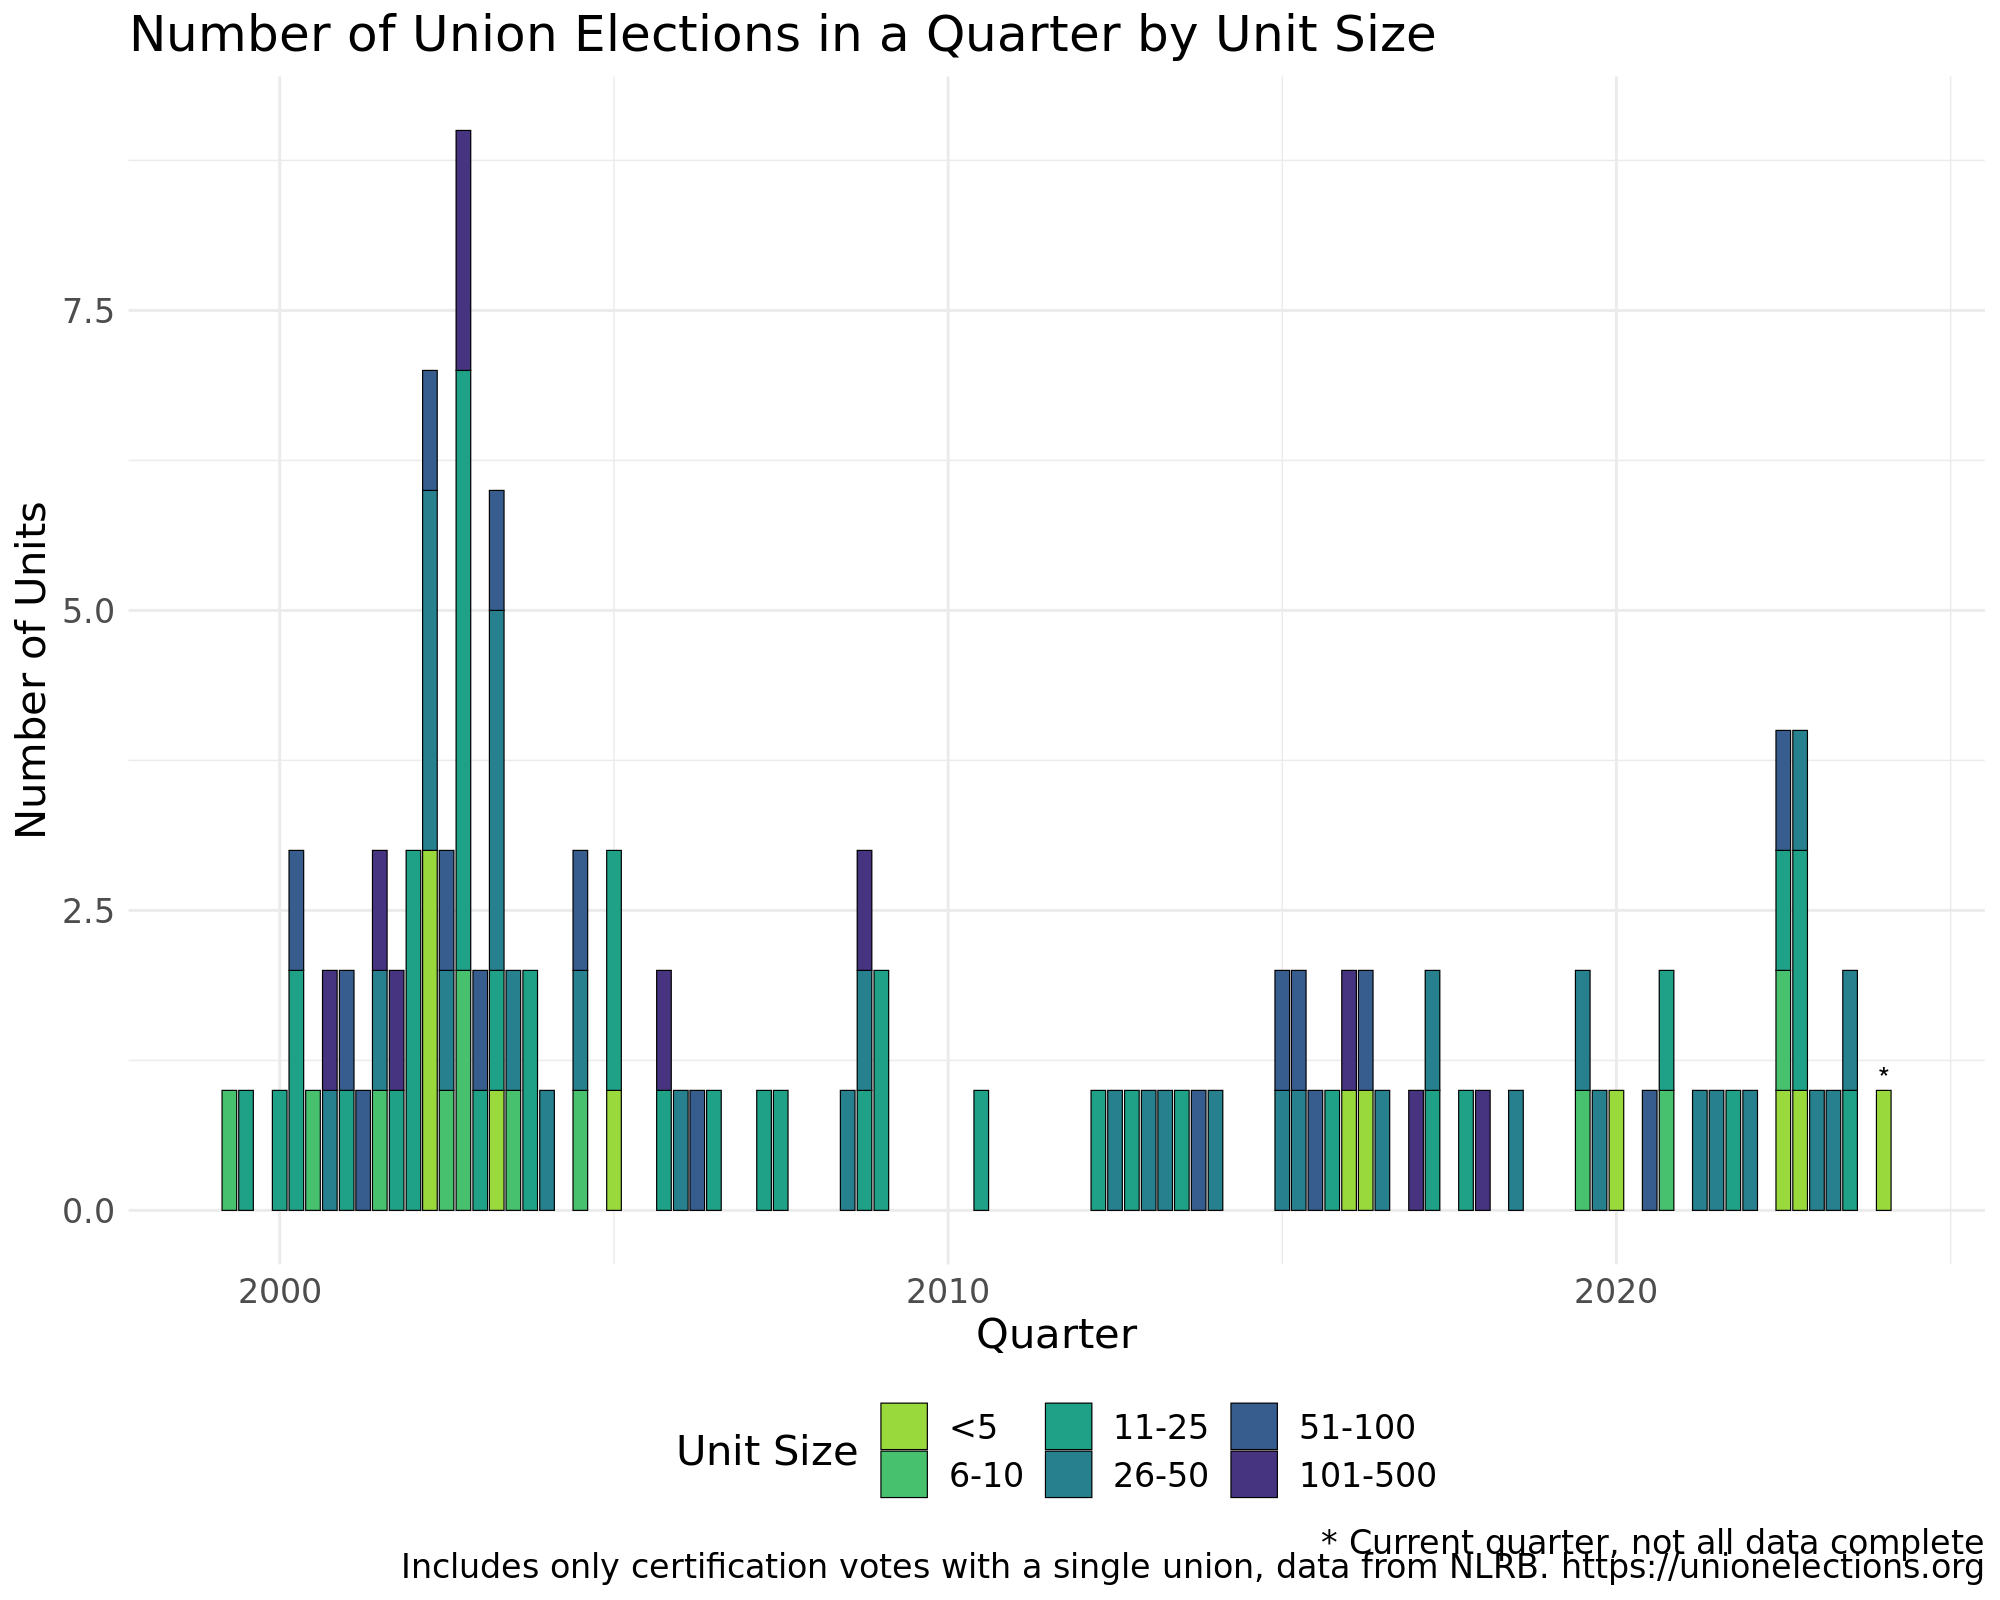 Number of Union Elections in a Quarter by Unit Size
Number of Units
7.5
5.0
2.5
0.0
*
2000 2010 2020
Quarter
Unit Size
<5 11-25 51-100
6-10 26-50 101-500
* Current quarter, not all data complete
Includes only certification votes with a single union, data from NLRB. https://unionelections.org